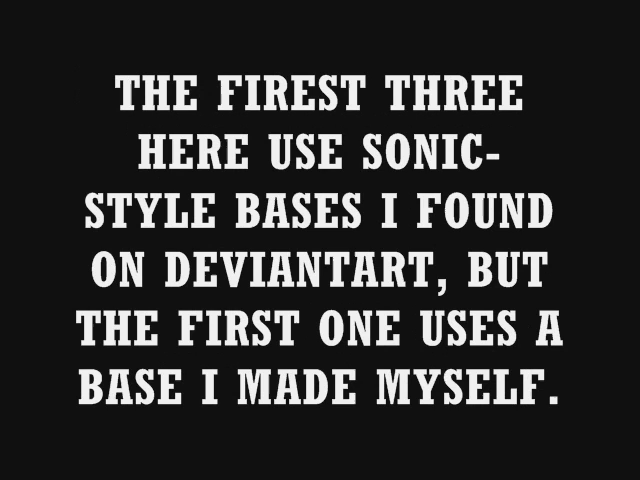 THE FIREST THREE
HERE USE SONIC-
STYLE BASES I FOUND
ON DEVIANTART, BUT
THE FIRST ONE USES A
BASE I MADE MYSELF.